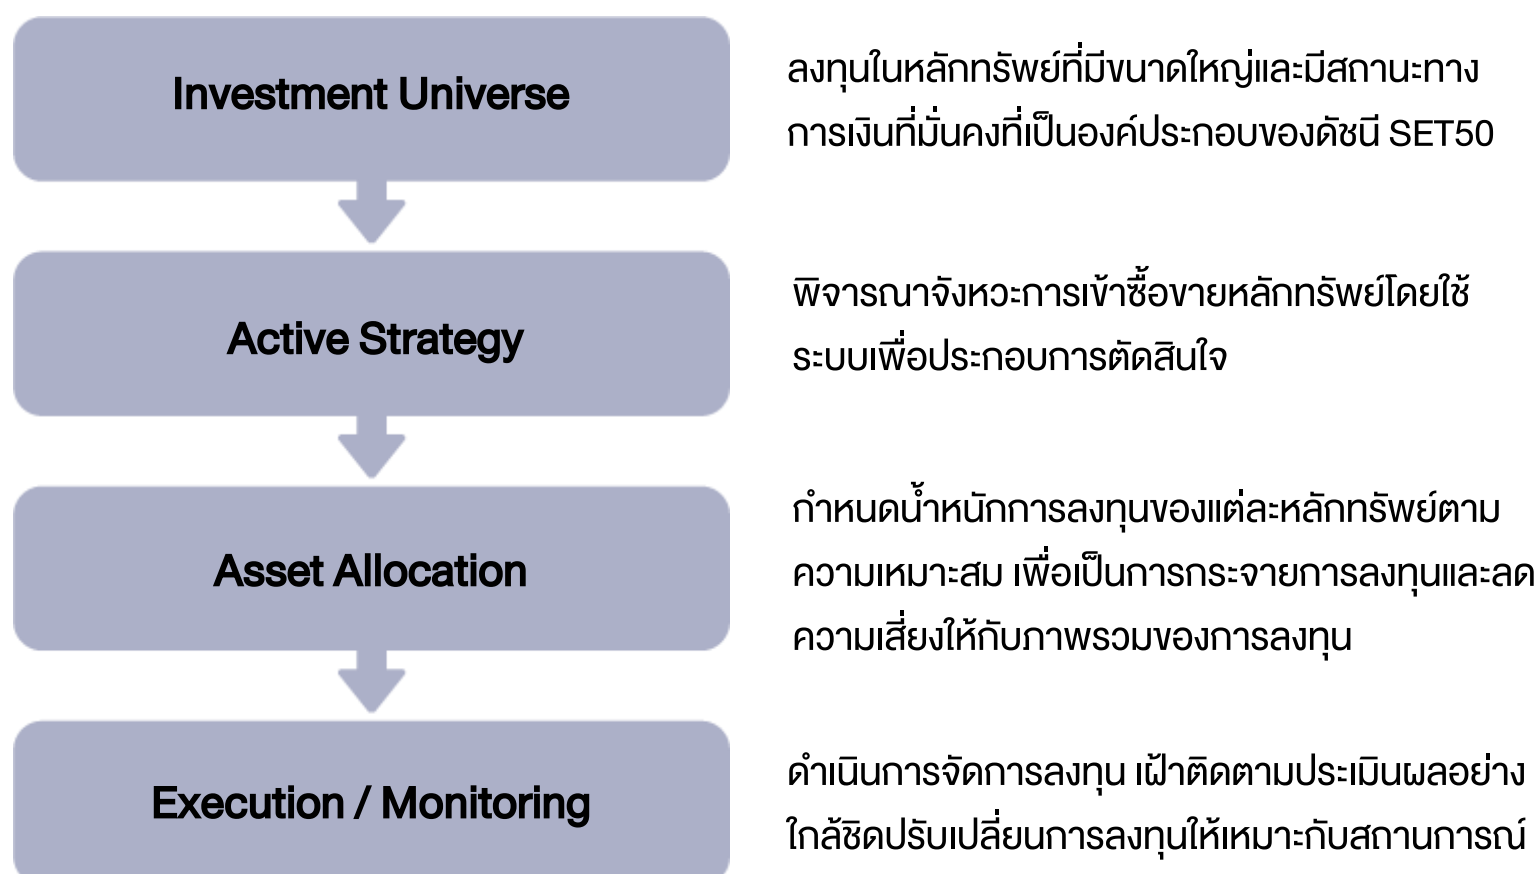 Investment Universe
ลงทุนในหลักทรัพย์ที่มีขนาดใหญ่และมีสถานะทาง
การเงินที่มั่นคงที่เป็นองค์ประกอบของดัชนี SET50
Active Strategy
พิจารณาจังหวะการเข้าซื้อขายหลักทรัพย์โดยใช้
ระบบเพื่อประกอบการตัดสินใจ
Asset Allocation
กำหนดน้ำหนักการลงทุนของแต่ละหลักทรัพย์ตาม
ความเหมาะสม เพื่อเป็นการกระจายการลงทุนและลด
ความเสี่ยงให้กับภาพรวมของการลงทุน
Execution / Monitoring
ดำเนินการจัดการลงทุน เฝ้าติดตามประเมินผลอย่าง
ใกล้ชิดปรับเปลี่ยนการลงทุนให้เหมาะกับสถานการณ์